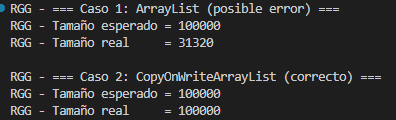 RGG - === Caso 1: ArrayList (posible error) ===
RGG - Tamaño esperado = 100000
RGG - Tamaño real     = 31320

RGG - === Caso 2: CopyOnWriteArrayList (correcto) ===
RGG - Tamaño esperado = 100000
RGG - Tamaño real     = 100000